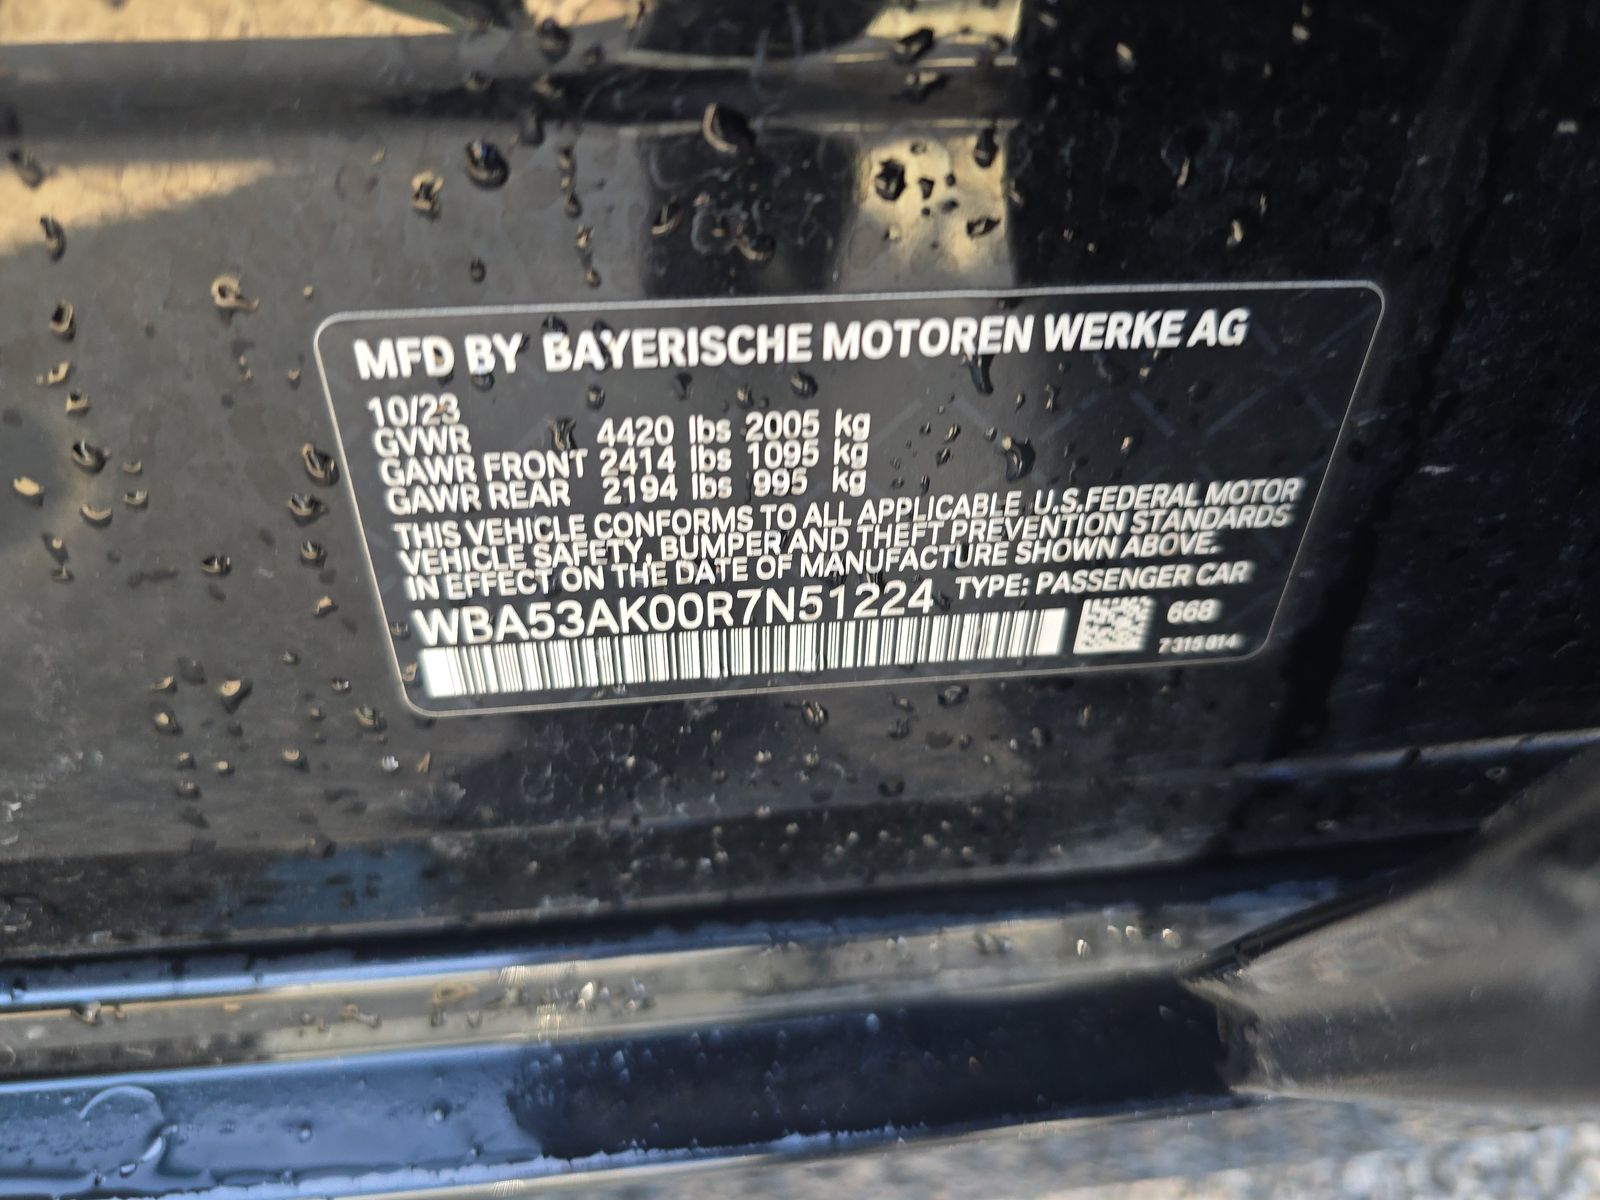 MFD BY BAYERISCHE MOTOREN WERKE AG
10/23
GVWR 4420 lbs 2005 kg
GAWR FRONT 2414 lbs 1095 kg
GAWR REAR 2194 lbs 995 kg
THIS VEHICLE CONFORMS TO ALL APPLICABLE U.S.FEDERAL MOTOR
VEHICLE SAFETY, BUMPER AND THEFT PREVENTION STANDARDS
IN EFFECT ON THE DATE OF MANUFACTURE SHOWN ABOVE.
WBA53AK00R7N51224 TYPE: PASSENGER CAR
668
7 315 814